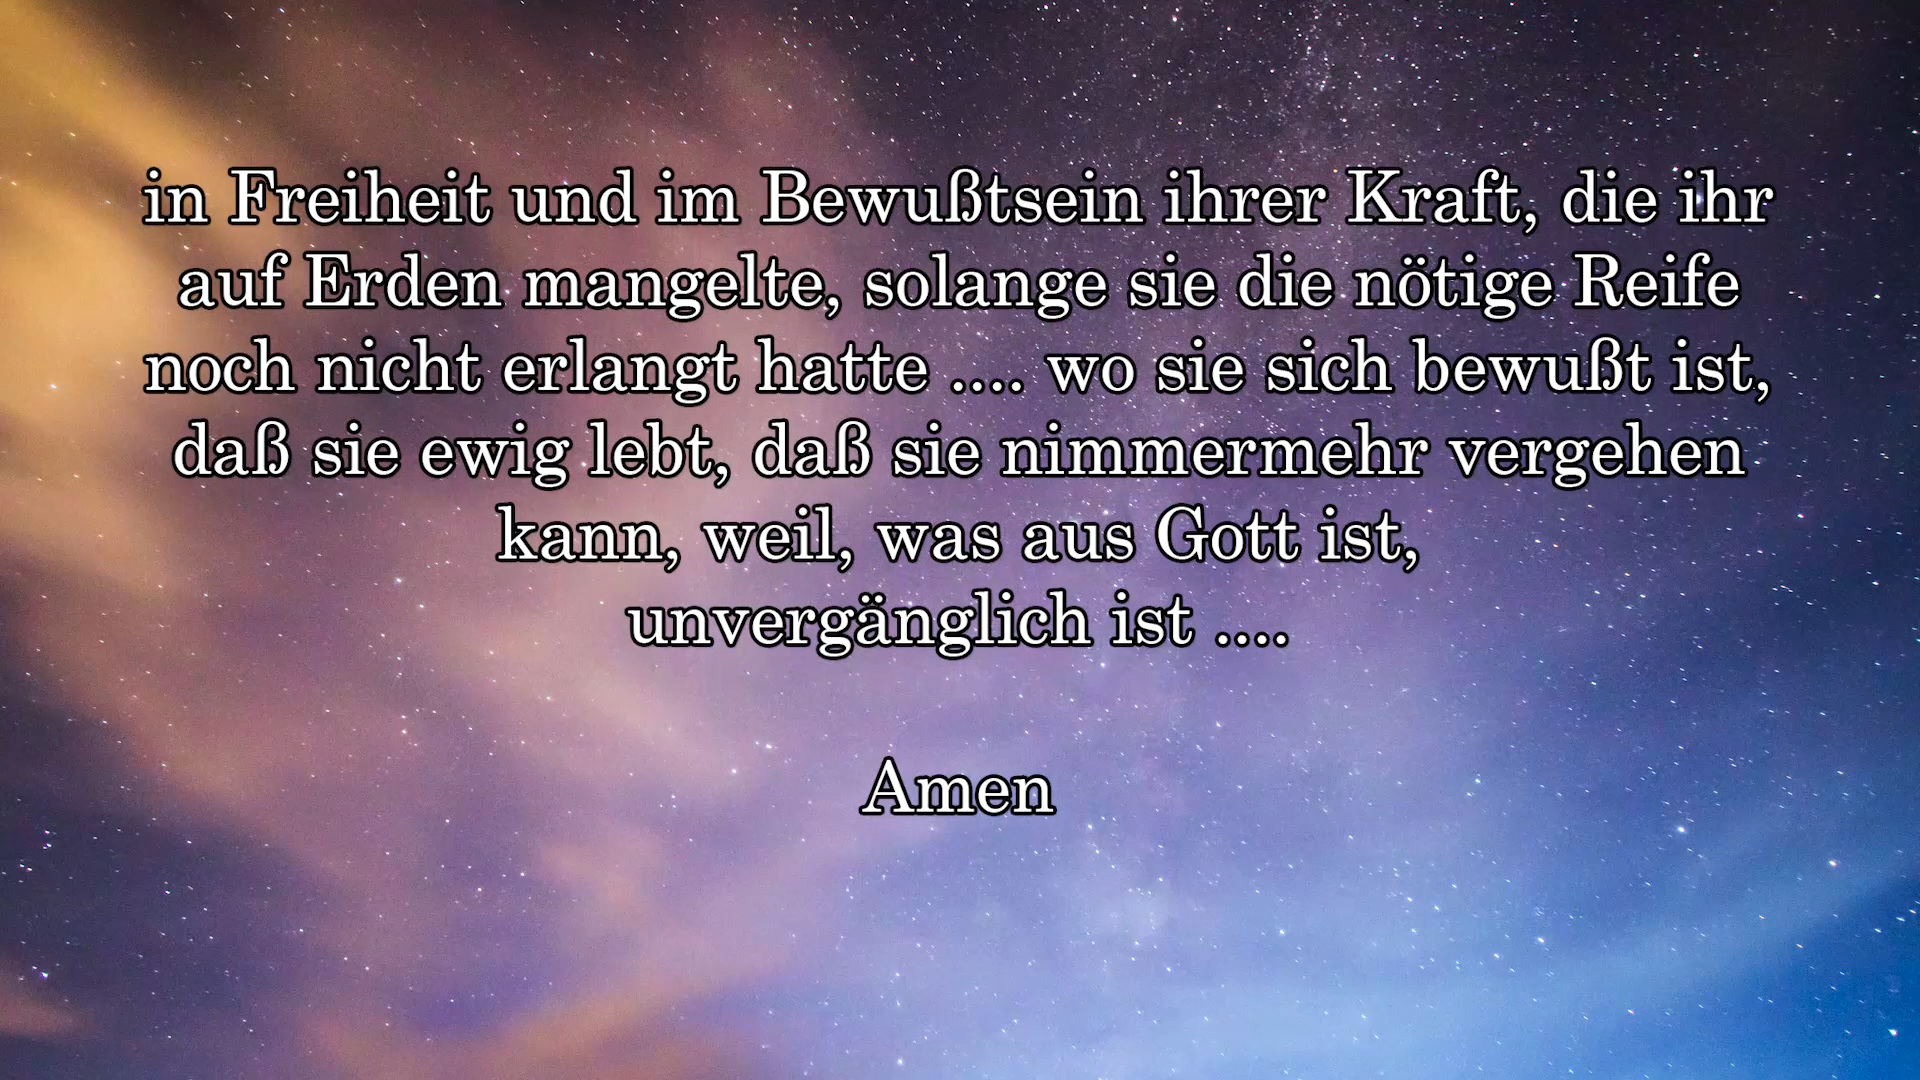 in Freiheit und im Bewußtsein ihrer Kraft, die ihr
auf Erden mangelte, solange sie die nötige Reife
noch nicht erlangt hatte .... wo sie sich bewußt ist,
daß sie ewig lebt, daß sie nimmermehr vergehen
kann, weil, was aus Gott ist,
unvergänglich ist ....
Amen